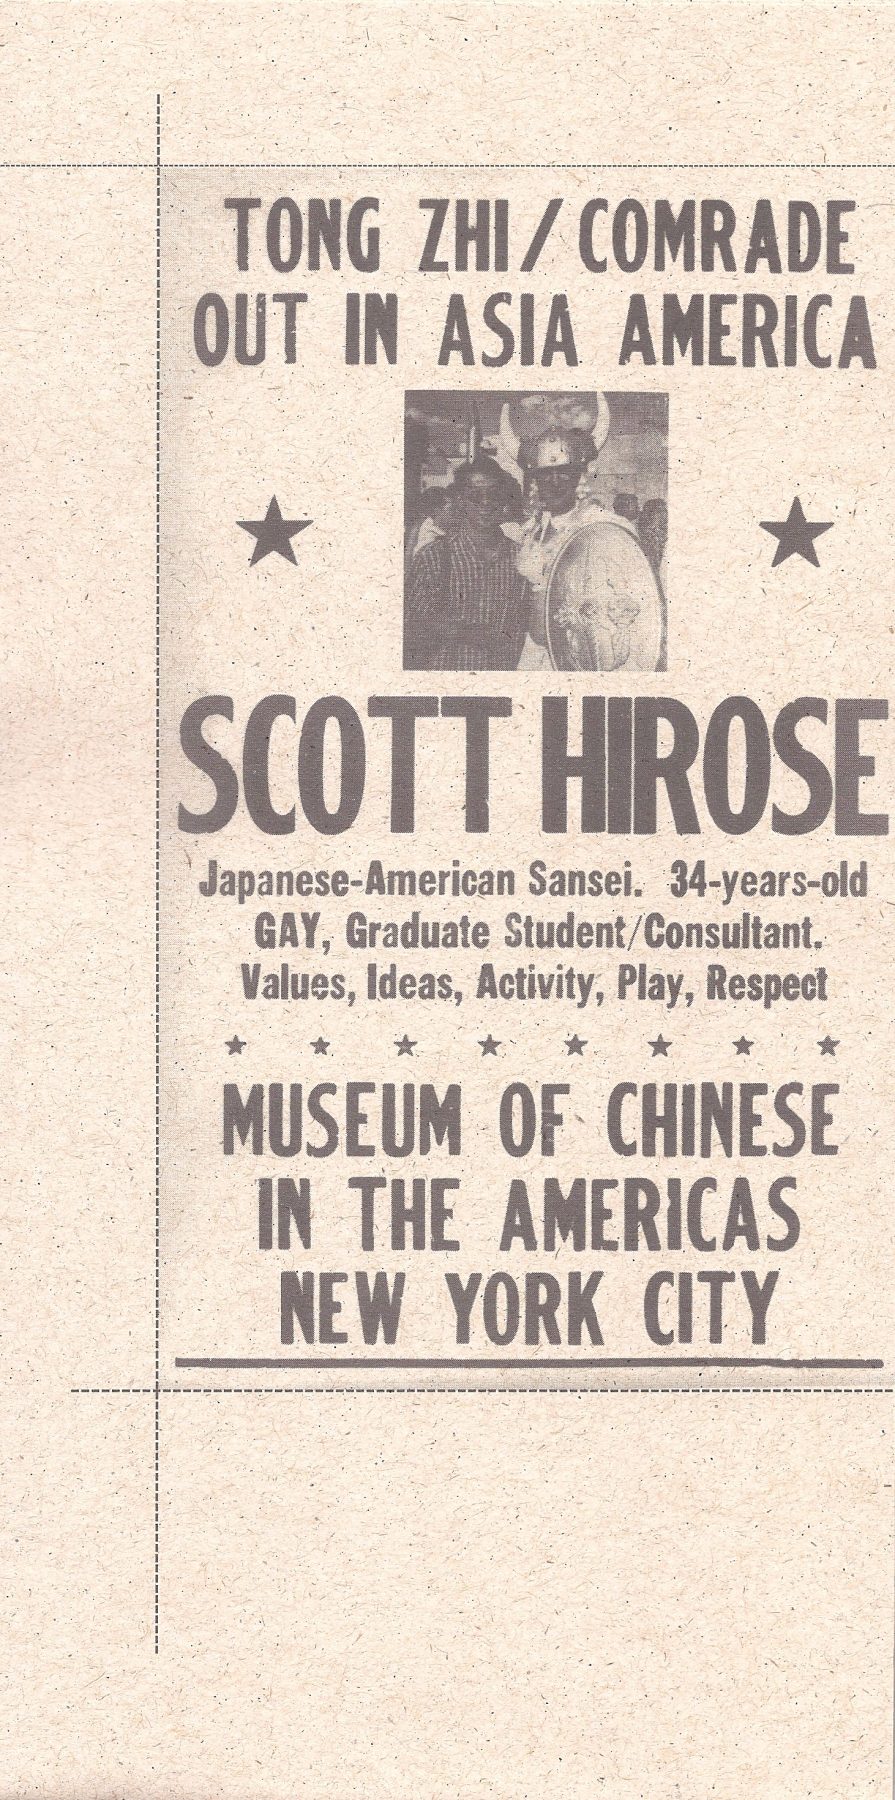 TONG ZHI/COMRADE
OUT IN ASIA AMERICA
SCOTT HIROSE
Japanese-American Sansei. 34-years-old
GAY, Graduate Student/Consultant.
Values, Ideas, Activity, Play, Respect
MUSEUM OF CHINESE
IN THE AMERICAS
NEW YORK CITY